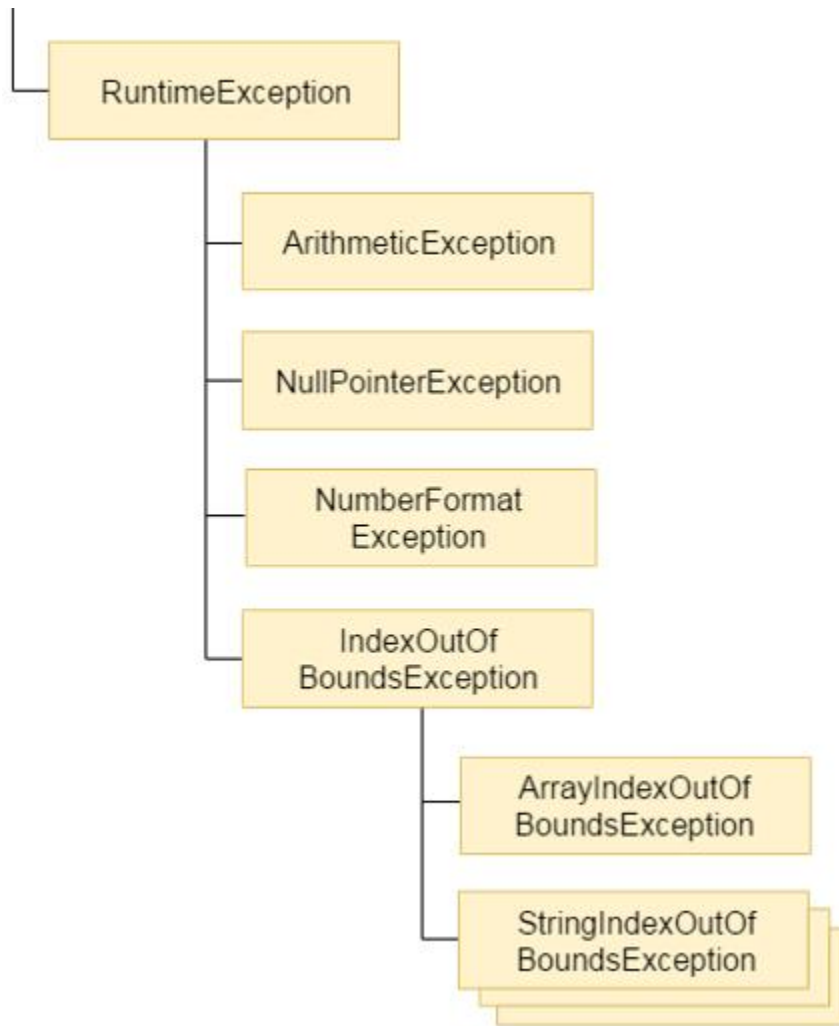 RuntimeException
ArithmeticException
NullPointerException
NumberFormat
Exception
IndexOutOf
BoundsException
ArrayIndexOutOf
BoundsException
StringIndexOutOf
BoundsException